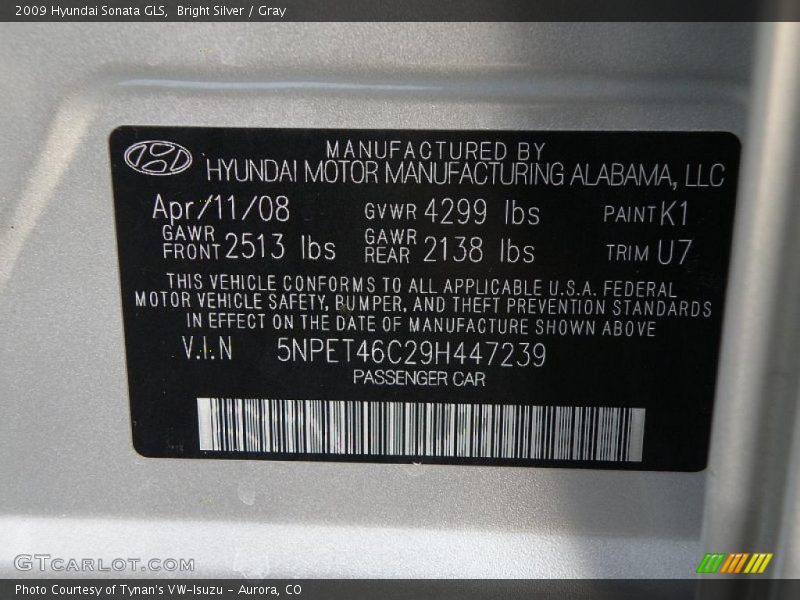 2009 Hyundai Sonata GLS, Bright Silver / Gray
MANUFACTURED BY
HYUNDAI MOTOR MANUFACTURING ALABAMA, LLC
Apr/11/08 GVWR 4299 lbs PAINT K1
GAWR FRONT 2513 lbs GAWR REAR 2138 lbs TRIM U7
THIS VEHICLE CONFORMS TO ALL APPLICABLE U.S.A. FEDERAL
MOTOR VEHICLE SAFETY, BUMPER, AND THEFT PREVENTION STANDARDS
IN EFFECT ON THE DATE OF MANUFACTURE SHOWN ABOVE
V.I.N 5NPET46C29H447239
PASSENGER CAR
GTCARLOT.COM
Photo Courtesy of Tynan's VW-Isuzu - Aurora, CO